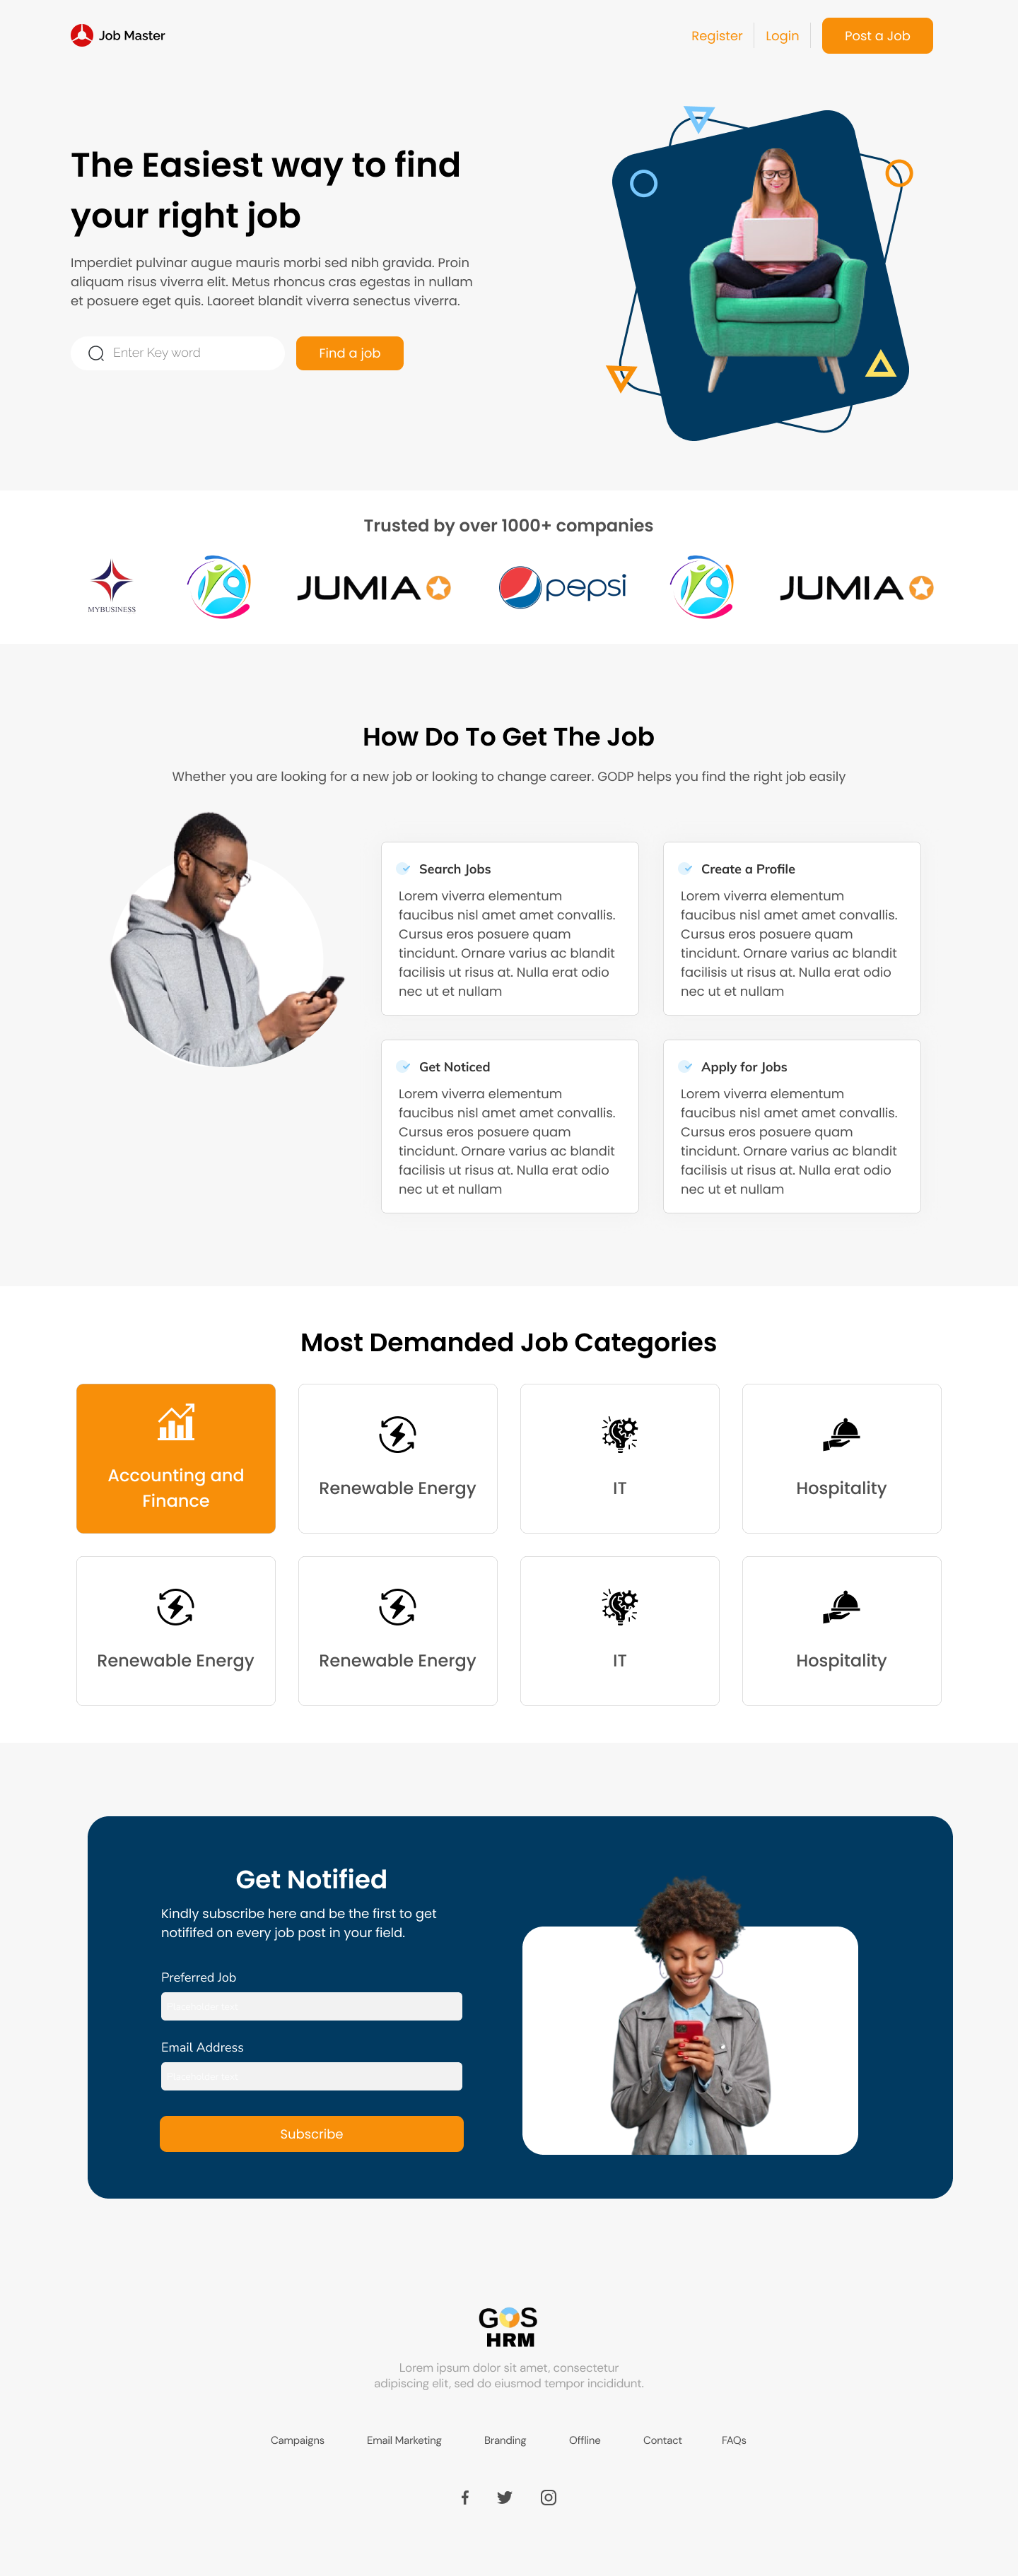 Job Master
Register
Login
Post a Job
The Easiest way to find
your right job
Imperdiet pulvinar augue mauris morbi sed nibh gravida. Proin
aliquam risus viverra elit. Metus rhoncus cras egestas in nullam
et posuere eget quis. Laoreet blandit viverra senectus viverra.
Enter Key word
Find a job
Trusted by over 1000+ companies
MYBUSINESS
JUMIA
pepsi
JUMIA
How Do To Get The Job
Whether you are looking for a new job or looking to change career. GODP helps you find the right job easily
Search Jobs
Lorem viverra elementum
faucibus nisl amet amet convallis.
Cursus eros posuere quam
tincidunt. Ornare varius ac blandit
facilisis ut risus at. Nulla erat odio
nec ut et nullam
Create a Profile
Lorem viverra elementum
faucibus nisl amet amet convallis.
Cursus eros posuere quam
tincidunt. Ornare varius ac blandit
facilisis ut risus at. Nulla erat odio
nec ut et nullam
Get Noticed
Lorem viverra elementum
faucibus nisl amet amet convallis.
Cursus eros posuere quam
tincidunt. Ornare varius ac blandit
facilisis ut risus at. Nulla erat odio
nec ut et nullam
Apply for Jobs
Lorem viverra elementum
faucibus nisl amet amet convallis.
Cursus eros posuere quam
tincidunt. Ornare varius ac blandit
facilisis ut risus at. Nulla erat odio
nec ut et nullam
Most Demanded Job Categories
Accounting and
Finance
Renewable Energy
IT
Hospitality
Renewable Energy
Renewable Energy
IT
Hospitality
Get Notified
Kindly subscribe here and be the first to get
notifified on every job post in your field.
Preferred Job
Email Address
Subscribe
GOS
HRM
Lorem ipsum dolor sit amet, consectetur
adipiscing elit, sed do eiusmod tempor incididunt.
Campaigns
Email Marketing
Branding
Offline
Contact
FAQs